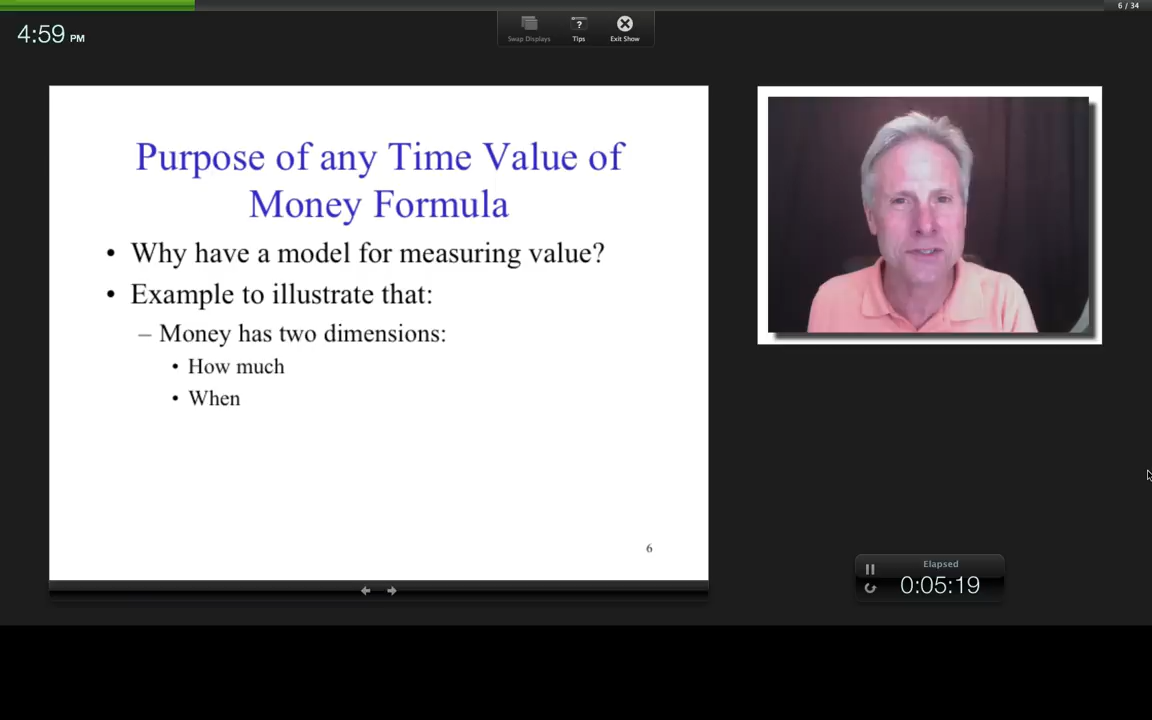 6 / 34
4:59 PM
Swap Displays
?
Tips
Exit Show
Purpose of any Time Value of
Money Formula
• Why have a model for measuring value?
• Example to illustrate that:
– Money has two dimensions:
• How much
• When
6
Elapsed
0:05:19